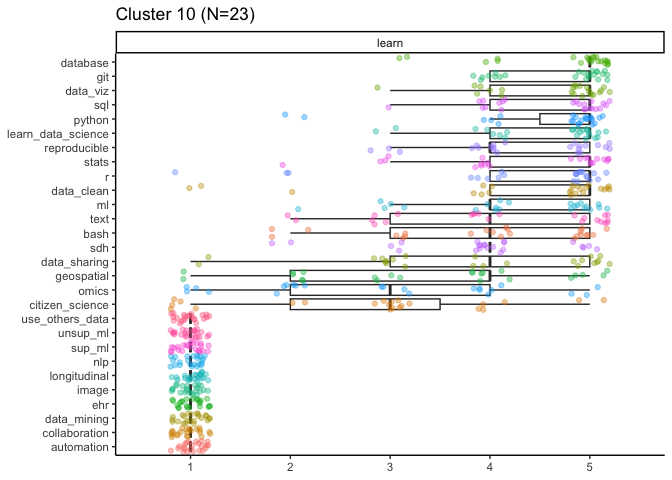 Cluster 10 (N=23)
learn
database
git
data_viz
sql
python
learn_data_science
reproducible
stats
r
data_clean
ml
text
bash
sdh
data_sharing
geospatial
omics
citizen_science
use_others_data
unsup_ml
sup_ml
nlp
longitudinal
image
ehr
data_mining
collaboration
automation
1 2 3 4 5